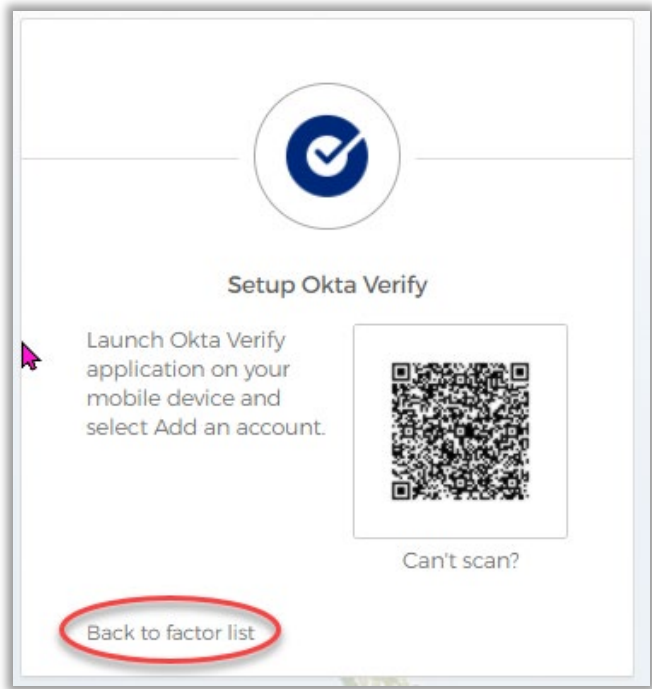 Setup Okta Verify
Launch Okta Verify
application on your
mobile device and
select Add an account.
Can't scan?
Back to factor list